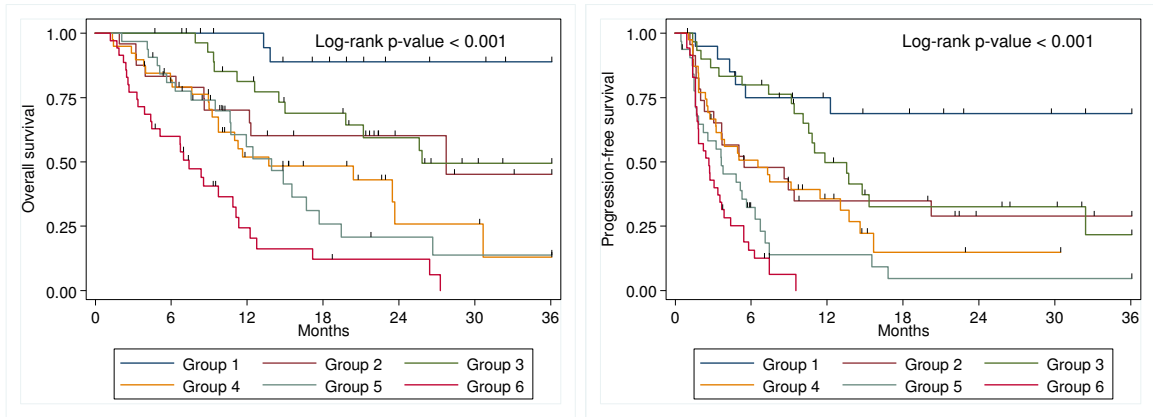 Overall survival
1.00
0.75
0.50
0.25
0.00
Log-rank p-value < 0.001
0 6 12 18 24 30 36
Months
Group 1 Group 2 Group 3
Group 4 Group 5 Group 6
Progression-free survival
1.00
0.75
0.50
0.25
0.00
Log-rank p-value < 0.001
0 6 12 18 24 30 36
Months
Group 1 Group 2 Group 3
Group 4 Group 5 Group 6